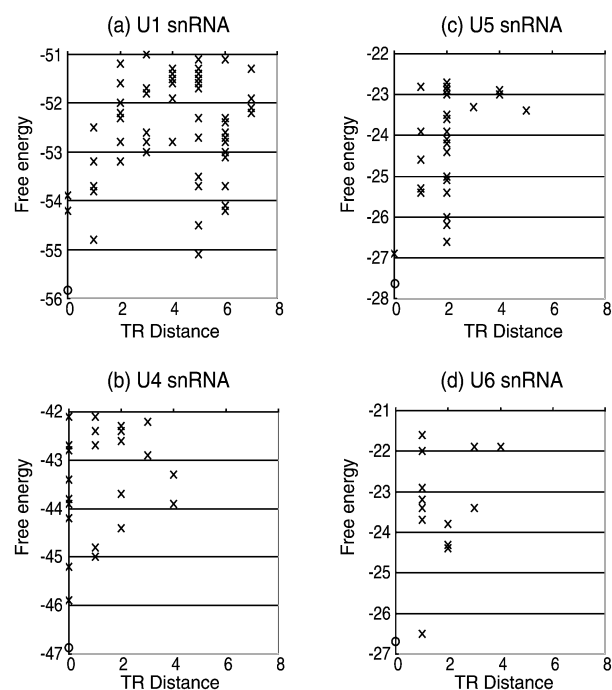 (a) U1 snRNA
-51
-52
-53
-54
-55
-56
Free energy
0 2 4 6 8
TR Distance
(c) U5 snRNA
-22
-23
-24
-25
-26
-27
-28
Free energy
0 2 4 6 8
TR Distance
(b) U4 snRNA
-42
-43
-44
-45
-46
-47
Free energy
0 2 4 6 8
TR Distance
(d) U6 snRNA
-21
-22
-23
-24
-25
-26
-27
Free energy
0 2 4 6 8
TR Distance